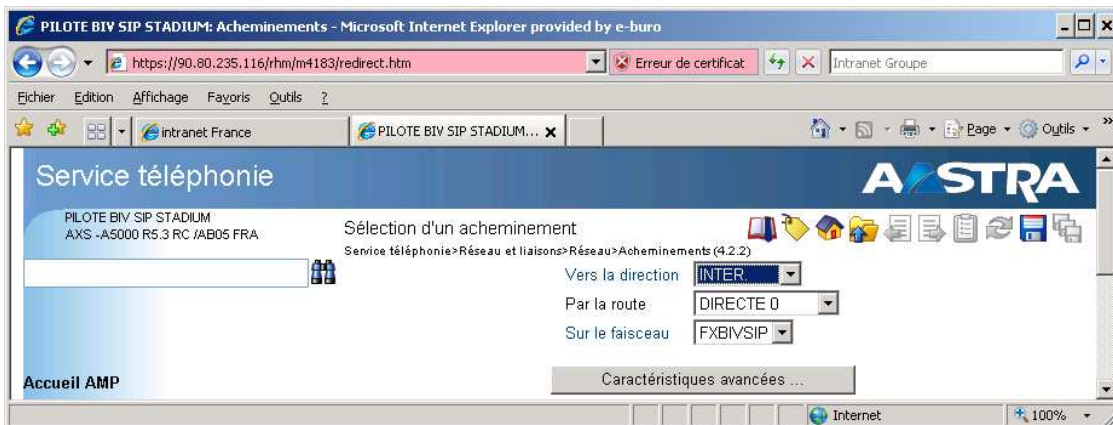 PILOTE BIV SIP STADIUM: Acheminements - Microsoft Internet Explorer provided by e-buro
https://90.80.235.116/rhm/m4183/redirect.htm
Erreur de certificat
Intranet Groupe
Fichier Edition Affichage Favoris Outils ?
intranet France
PILOTE BIV SIP STADIUM...
Page
Outils
Service téléphonie
AASTRA
PILOTE BIV SIP STADIUM
AXS -A5000 R5.3 RC /AB05 FRA
Sélection d'un acheminement
Service téléphonie>Réseau et liaisons>Réseau>Acheminements (4.2.2)
Vers la direction INTER.
Par la route DIRECTE 0
Sur le faisceau FXBIVSIP
Caractéristiques avancées ...
Accueil AMP
Internet
100%